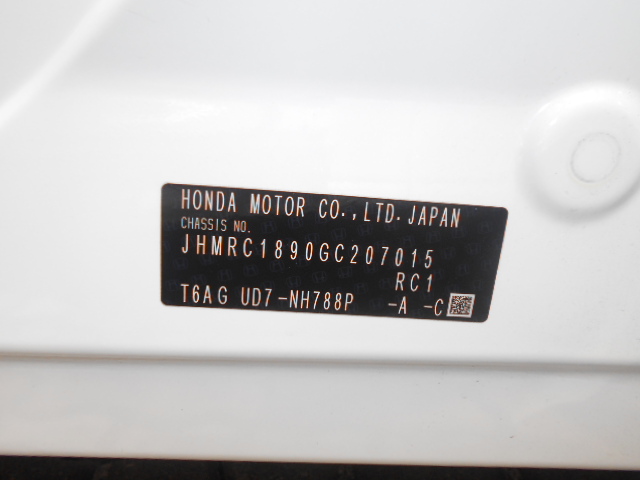 HONDA MOTOR CO.,LTD.JAPAN
CHASSIS NO.
JHMRC1890GC207015
RC1
T6AG UD7-NH788P -A -C